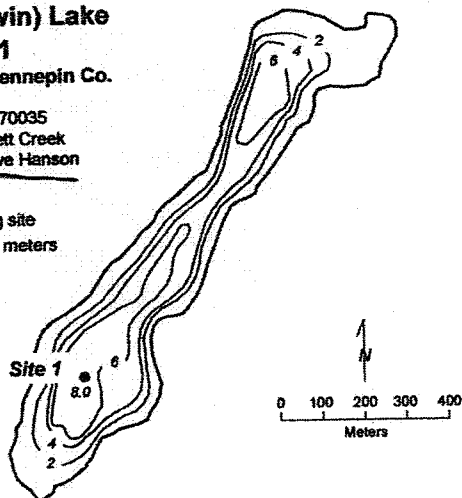 win) Lake
1
ennepin Co.
70035
ett Creek
ve Hanson
g site
meters
2
4
6
Site 1
8.0
6
4
2
N
0 100 200 300 400
Meters